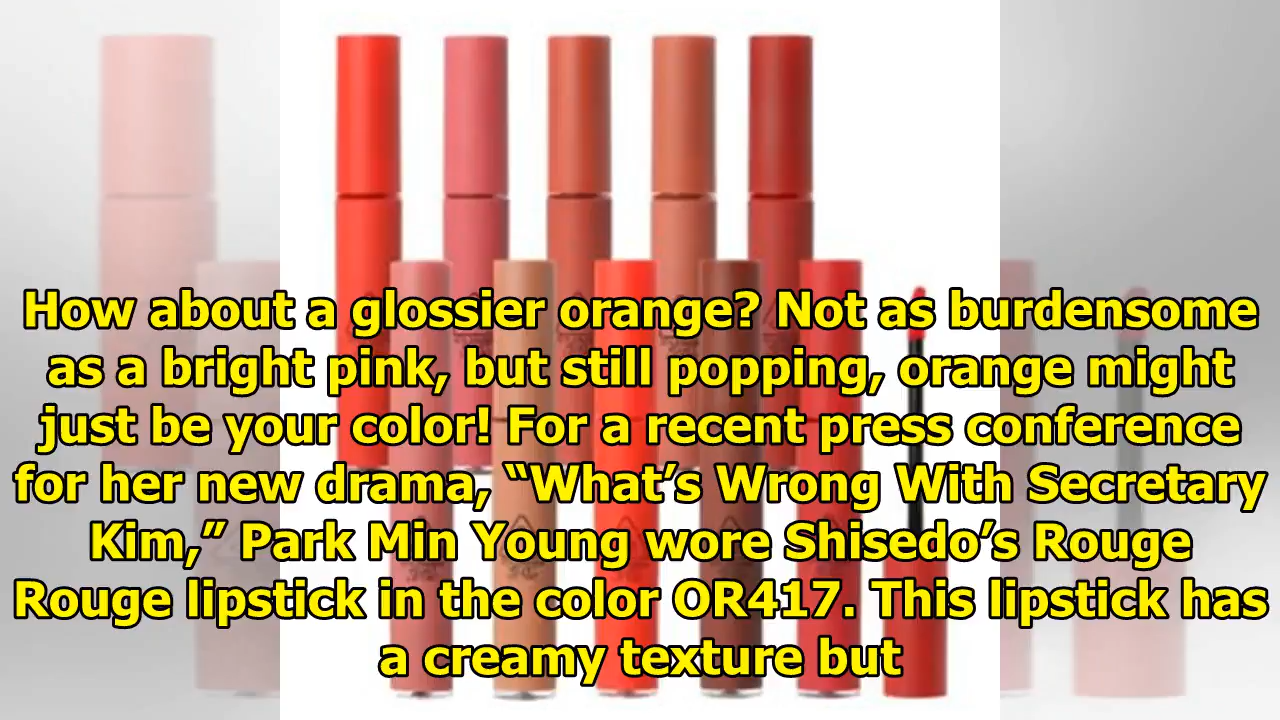 How about a glossier orange? Not as burdensome
as a bright pink, but still popping, orange might
just be your color! For a recent press conference
for her new drama, “What’s Wrong With Secretary
Kim,” Park Min Young wore Shisedo’s Rouge
Rouge lipstick in the color OR417. This lipstick has
a creamy texture but